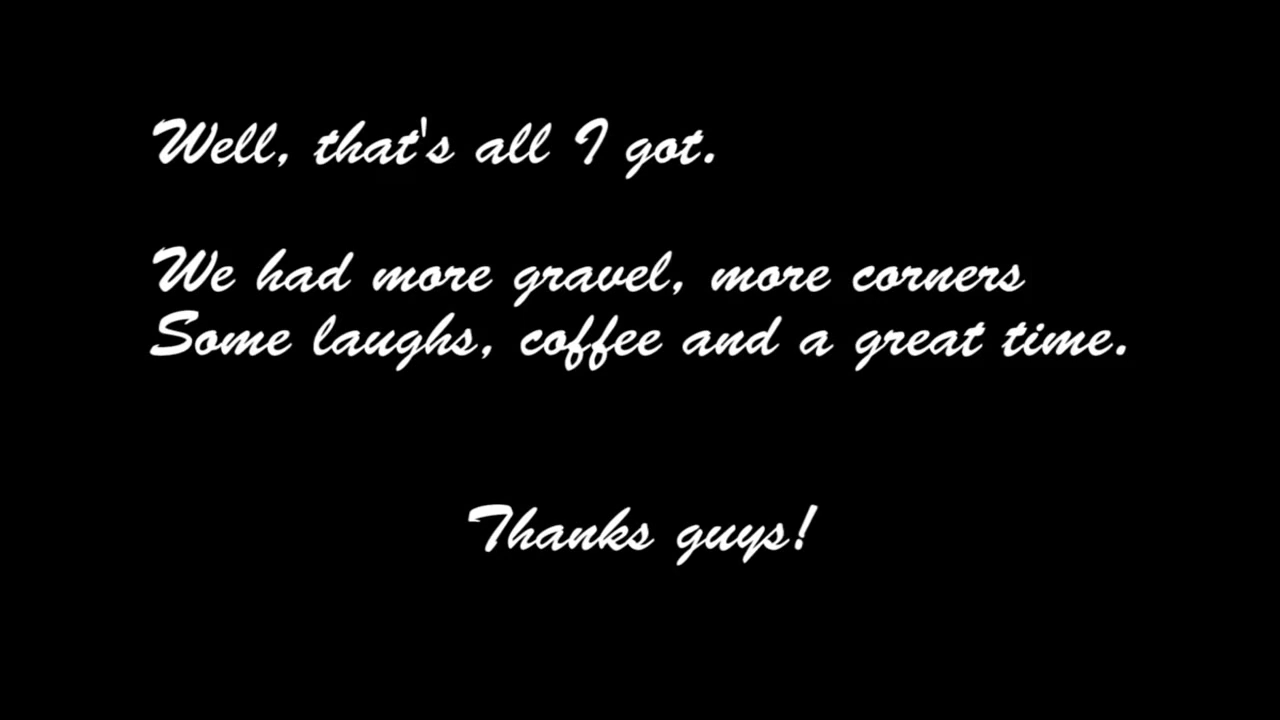 Well, that's all I got.
We had more gravel, more corners
Some laughs, coffee and a great time.
Thanks guys!